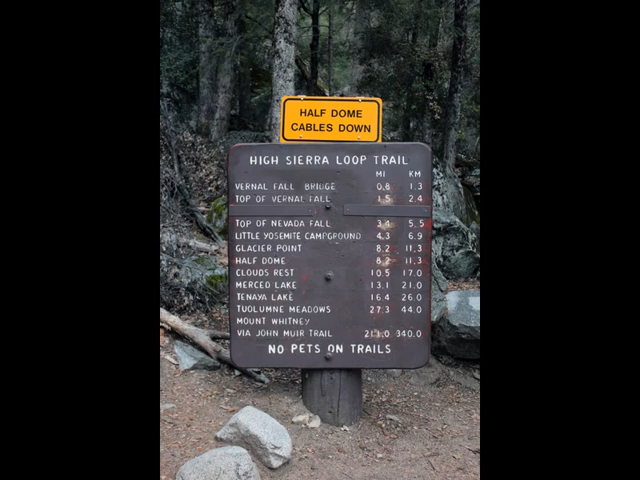 HALF DOME
CABLES DOWN
HIGH SIERRA LOOP TRAIL
MI KM
VERNAL FALL BRIDGE 0.8 1.3
TOP OF VERNAL FALL 1.5 2.4
TOP OF NEVADA FALL 3.4 5.5
LITTLE YOSEMITE CAMPGROUND 4.3 6.9
GLACIER POINT 8.2 11.3
HALF DOME 8.2 11.3
CLOUDS REST 10.5 17.0
MERCED LAKE 13.1 21.0
TENAYA LAKE 16.4 26.0
TUOLUMNE MEADOWS 27.3 44.0
MOUNT WHITNEY
VIA JOHN MUIR TRAIL 211.0 340.0
NO PETS ON TRAILS